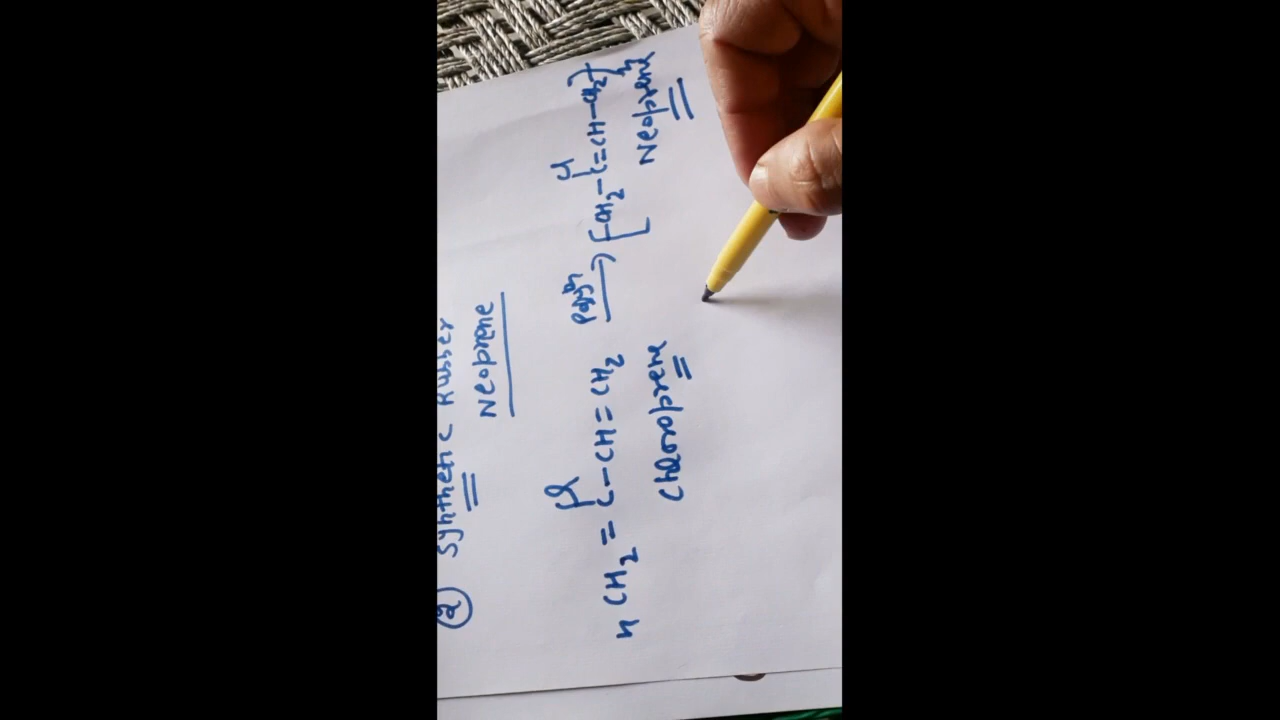 ② Synthetic Rubber
Neoprene
Cl Cl
n CH2 = C - CH = CH2 Polyn → [-CH2 - C = CH - CH2-]n
Chloroprene Neoprene